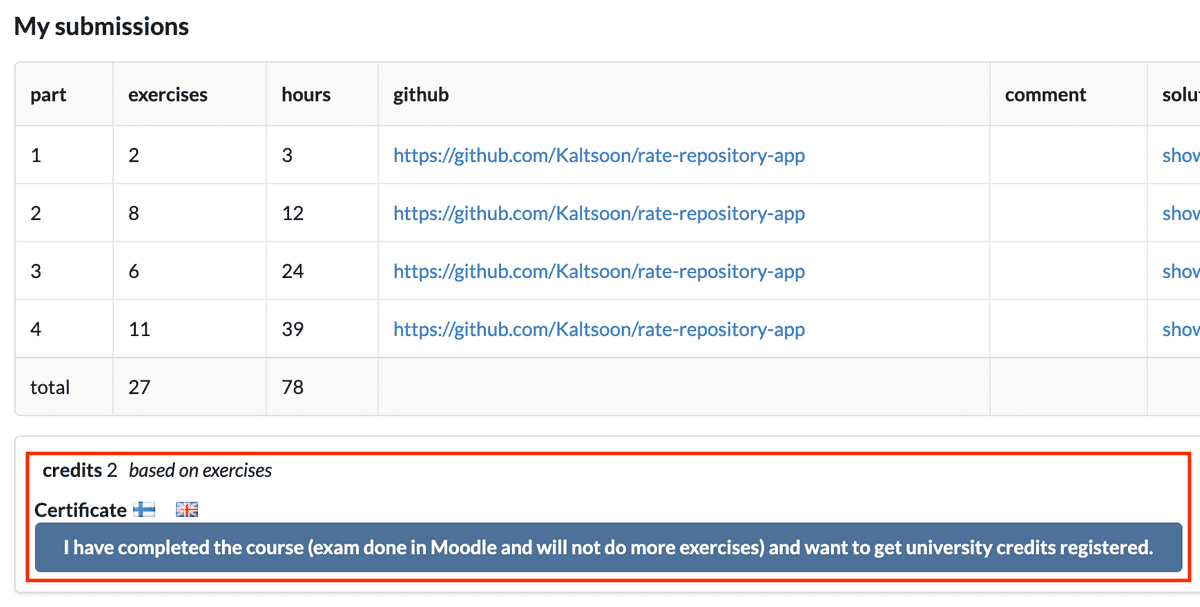 My submissions
part exercises hours github comment solu
1 2 3 https://github.com/Kaltsoon/rate-repository-app show
2 8 12 https://github.com/Kaltsoon/rate-repository-app show
3 6 24 https://github.com/Kaltsoon/rate-repository-app show
4 11 39 https://github.com/Kaltsoon/rate-repository-app show
total 27 78
credits 2 based on exercises
Certificate
I have completed the course (exam done in Moodle and will not do more exercises) and want to get university credits registered.